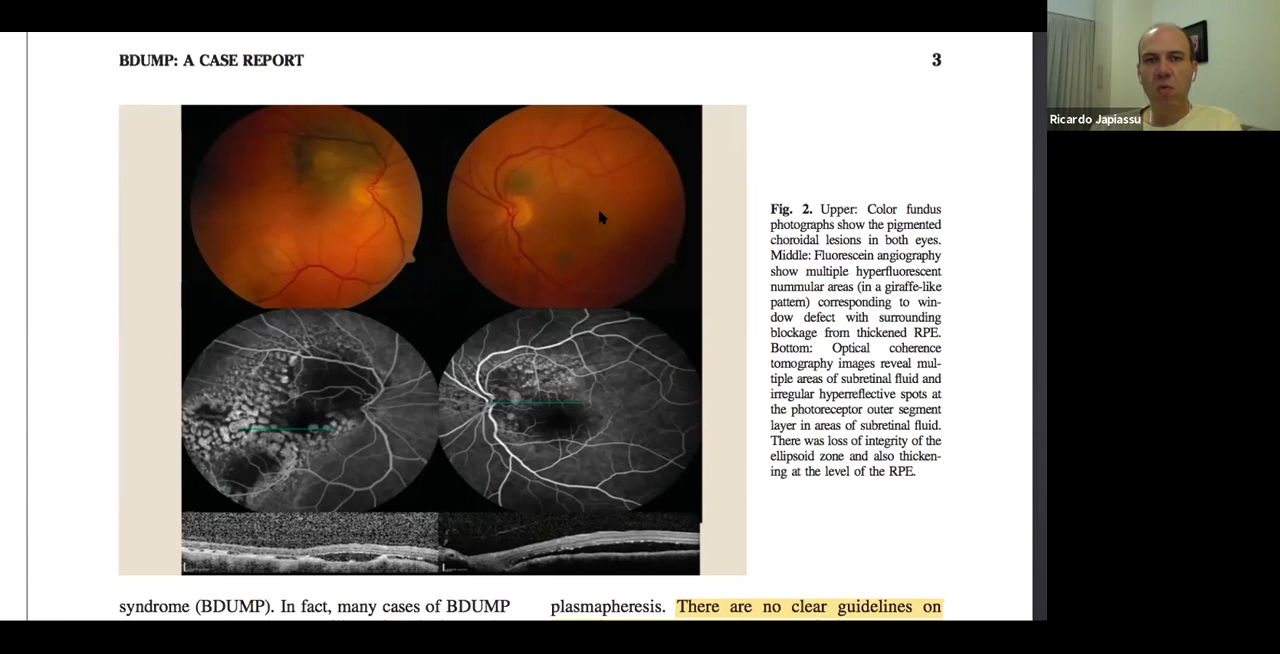 BDUMP: A CASE REPORT
3
Ricardo Japiassu
Fig. 2. Upper: Color fundus
photographs show the pigmented
choroidal lesions in both eyes.
Middle: Fluorescein angiography
show multiple hyperfluorescent
nummular areas (in a giraffe-like
pattern) corresponding to win-
dow defect with surrounding
blockage from thickened RPE.
Bottom: Optical coherence
tomography images reveal mul-
tiple areas of subretinal fluid and
irregular hyperreflective spots at
the photoreceptor outer segment
layer in areas of subretinal fluid.
There was loss of integrity of the
ellipsoid zone and also thicken-
ing at the level of the RPE.
syndrome (BDUMP). In fact, many cases of BDUMP
plasmapheresis. There are no clear guidelines on